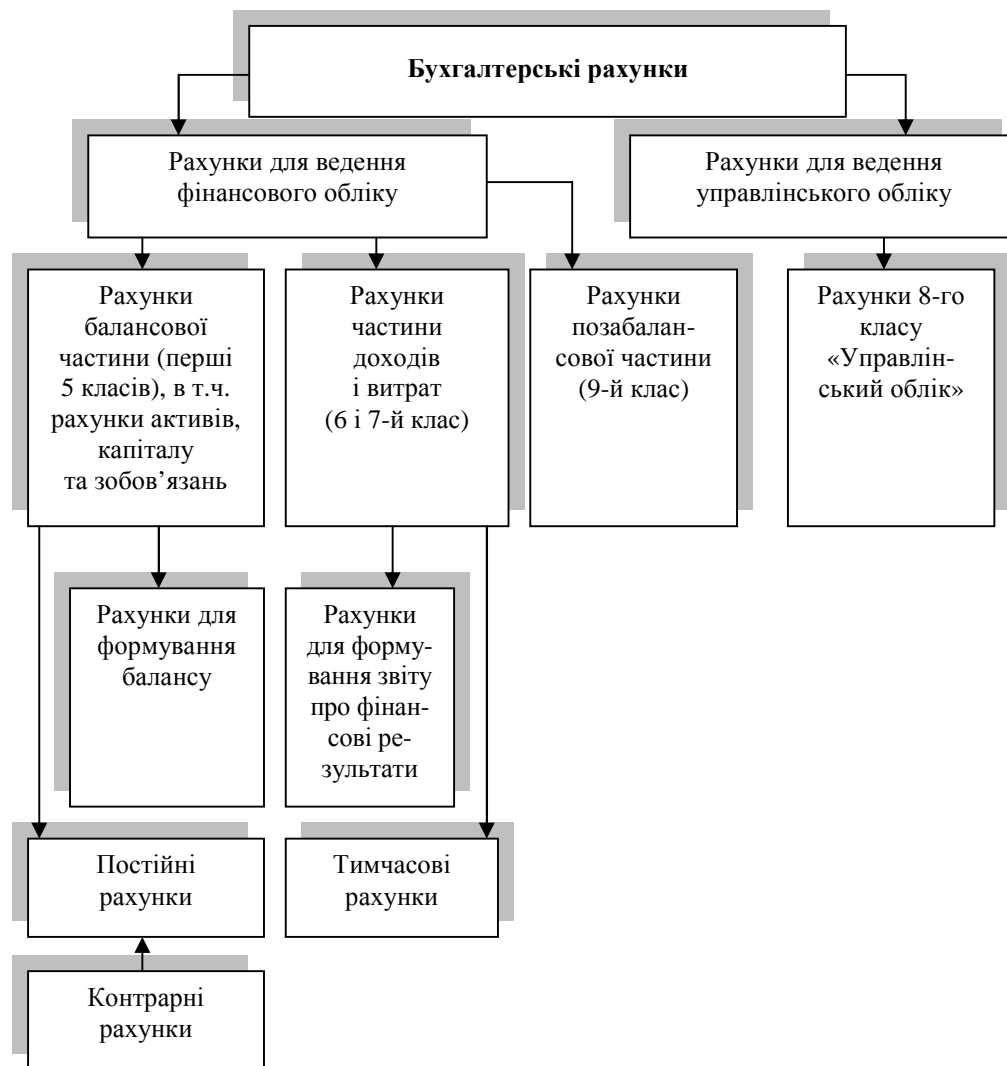 Бухгалтерські рахунки
Рахунки для ведення
фінансового обліку
Рахунки для ведення
управлінського обліку
Рахунки
балансової
частини (перші
5 класів), в т.ч.
рахунки активів,
капіталу
та зобов’язань
Рахунки
частини
доходів
і витрат
(6 і 7-й клас)
Рахунки
позабалан-
сової частини
(9-й клас)
Рахунки 8-го
класу
«Управлін-
ський облік»
Рахунки для
формування
балансу
Рахунки
для форму-
вання звіту
про фінан-
сові ре-
зультати
Постійні
рахунки
Тимчасові
рахунки
Контрарні
рахунки